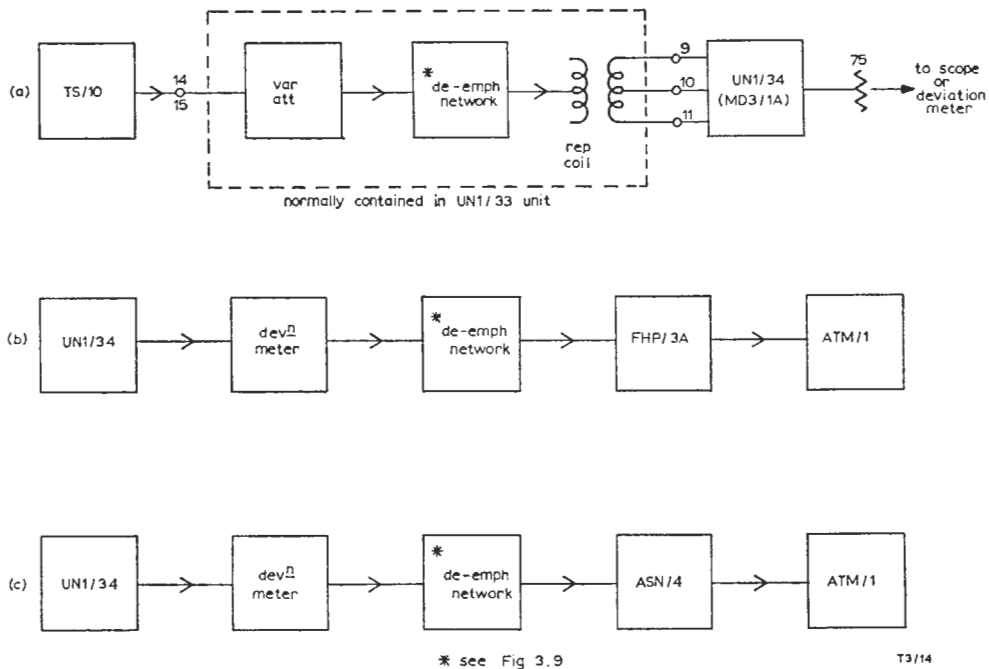 (a)
TS/10
14
15
var
att
* de-emph
network
rep
coil
9
10
11
UN1/34
(MD3/1A)
75
to scope
or
deviation
meter
normally contained in UN1/33 unit
(b)
UN1/34
devn
meter
* de-emph
network
FHP/3A
ATM/1
(c)
UN1/34
devn
meter
* de-emph
network
ASN/4
ATM/1
* see Fig 3.9
T3/14